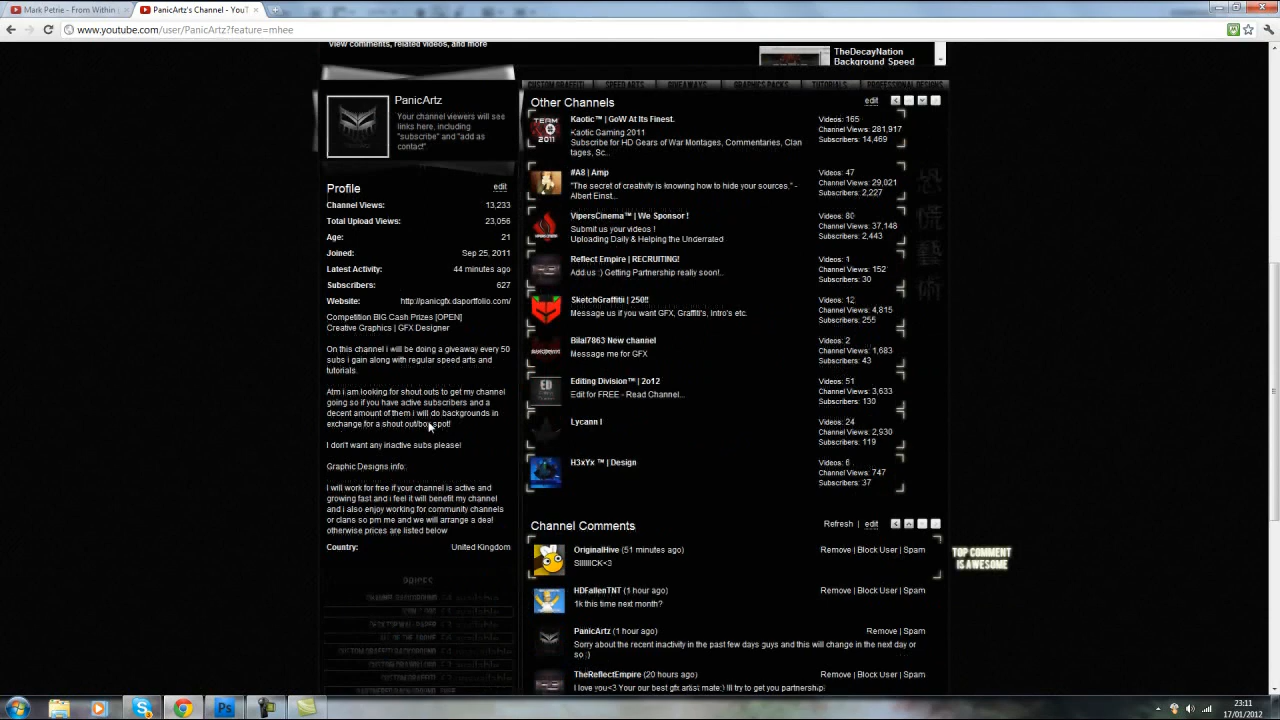 Mark Petrie - From Within
PanicArtz's Channel - YouT
www.youtube.com/user/PanicArtz?feature=mhee
View comments, related videos, and more
TheDecayNation
Background Speed
CUSTOM GRAFFITI SPEED ARTS GIVEAWAYS GRAPHICS PACKS TUTORIALS PROFESSIONAL DESIGNS
PanicArtz
Your channel viewers will see
links here, including
"subscribe" and "add as
contact"
Profile edit
Channel Views: 13,233
Total Upload Views: 23,056
Age: 21
Joined: Sep 25, 2011
Latest Activity: 44 minutes ago
Subscribers: 627
Website: http://panicgfx.daportfolio.com/
Competition BIG Cash Prizes [OPEN]
Creative Graphics | GFX Designer
On this channel i will be doing a giveaway every 50
subs i gain along with regular speed arts and
tutorials.
Atm i am looking for shout outs to get my channel
going so if you have active subscribers and a
decent amount of them i will do backgrounds in
exchange for a shout out/box spot!
I don't want any inactive subs please!
Graphic Designs info:
I will work for free if your channel is active and
growing fast and i feel it will benefit my channel
and i also enjoy working for community channels
or clans so pm me and we will arrange a deal
otherwise prices are listed below
Country: United Kingdom
Other Channels edit
Kaotic™ | GoW At Its Finest.
Kaotic Gaming 2011
Subscribe for HD Gears of War Montages, Commentaries, Clan
tages, Sc...
Videos: 165
Channel Views: 281,917
Subscribers: 14,469
TEAM
2011
#A8 | Amp
"The secret of creativity is knowing how to hide your sources." -
Albert Einst...
Videos: 47
Channel Views: 29,021
Subscribers: 2,227
VipersCinema™ | We Sponsor !
Submit us your videos !
Uploading Daily & Helping the Underrated
Videos: 80
Channel Views: 37,148
Subscribers: 2,443
Reflect Empire | RECRUITING!
Add us :) Getting Partnership really soon!..
Videos: 1
Channel Views: 152
Subscribers: 30
SketchGraffitii | 250!!
Message us if you want GFX, Graffiti's, Intro's etc.
Videos: 12
Channel Views: 4,815
Subscribers: 255
Bilal7863 New channel
Message me for GFX
Videos: 2
Channel Views: 1,683
Subscribers: 43
Editing Division™ | 2o12
Edit for FREE - Read Channel...
Videos: 51
Channel Views: 3,633
Subscribers: 130
ED
Lycann I
Videos: 24
Channel Views: 2,930
Subscribers: 119
H3xYx ™ | Design
Videos: 6
Channel Views: 747
Subscribers: 37
Channel Comments Refresh | edit
OriginalHive (51 minutes ago) Remove | Block User | Spam
SIIIIIICK<3
TOP COMMENT
IS AWESOME
HDFallenTNT (1 hour ago) Remove | Block User | Spam
1k this time next month?
PanicArtz (1 hour ago) Remove | Spam
Sorry about the recent inactivity in the past few days guys and this will change in the next day or
so ;)
TheReflectEmpire (20 hours ago) Remove | Block User | Spam
I love you<3 Your our best gfx artist mate:) Ill try to get you partnership
23:11
17/01/2012